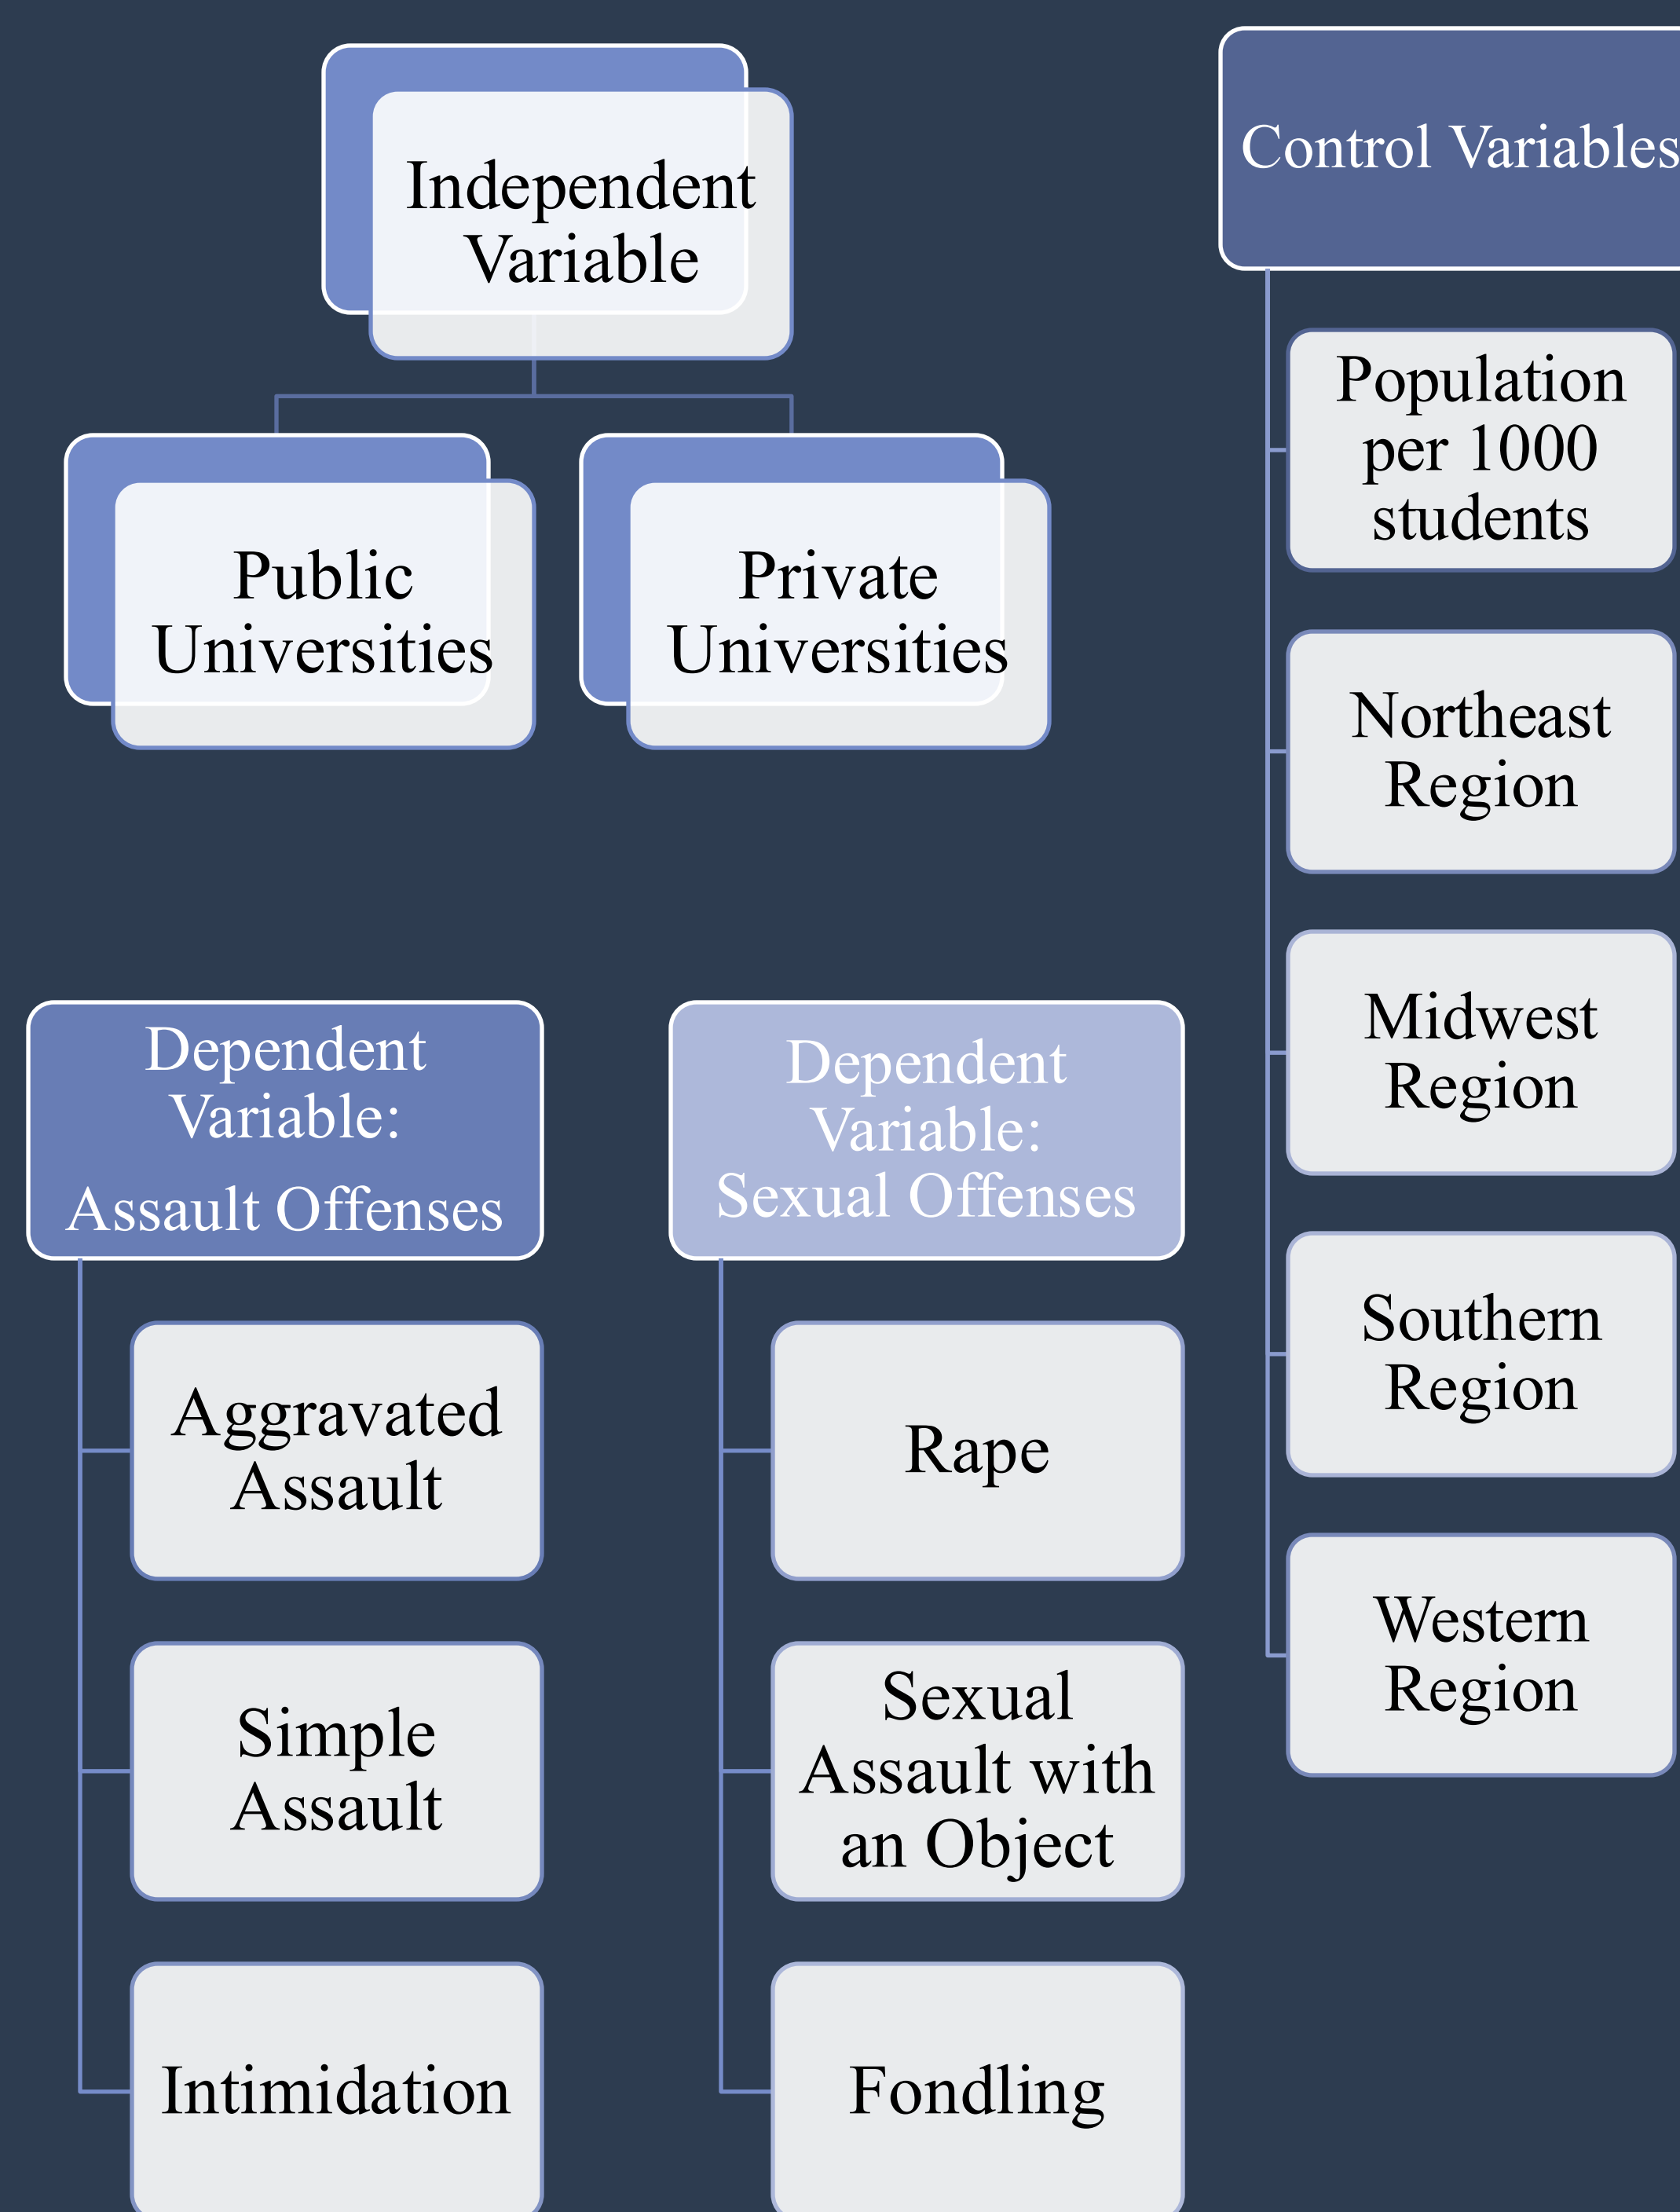 Independent
Variable
Public
Universities
Private
Universities
Control Variables
Population
per 1000
students
Northeast
Region
Midwest
Region
Southern
Region
Western
Region
Dependent
Variable:
Assault Offenses
Aggravated
Assault
Simple
Assault
Intimidation
Dependent
Variable:
Sexual Offenses
Rape
Sexual
Assault with
an Object
Fondling